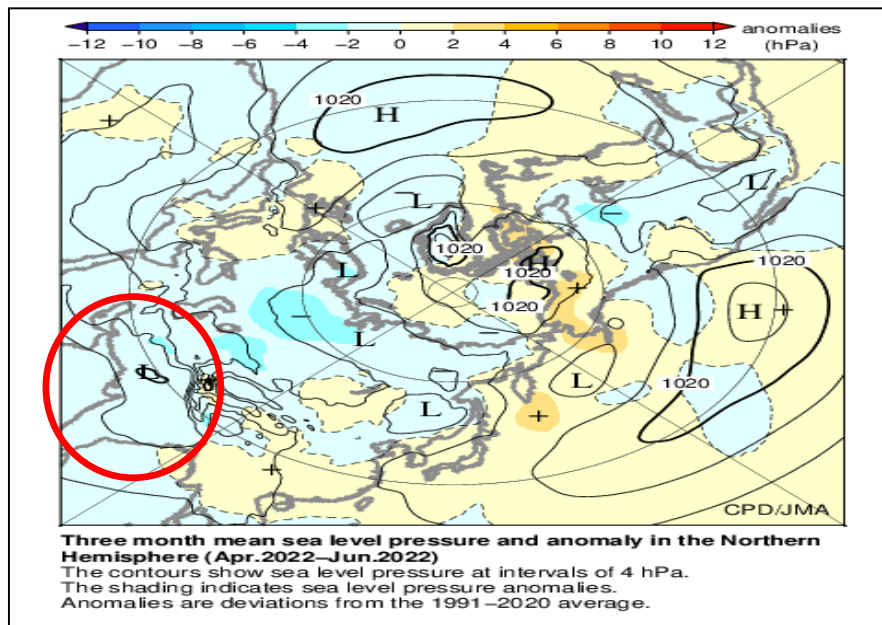 anomalies
−12 −10 −8 −6 −4 −2 0 2 4 6 8 10 12 (hPa)
1020
H
L
L
1020
H
1020
L
1020
1020
H
L
1020
L
L
L
CPD/JMA
Three month mean sea level pressure and anomaly in the Northern
Hemisphere (Apr.2022−Jun.2022)
The contours show sea level pressure at intervals of 4 hPa.
The shading indicates sea level pressure anomalies.
Anomalies are deviations from the 1991−2020 average.